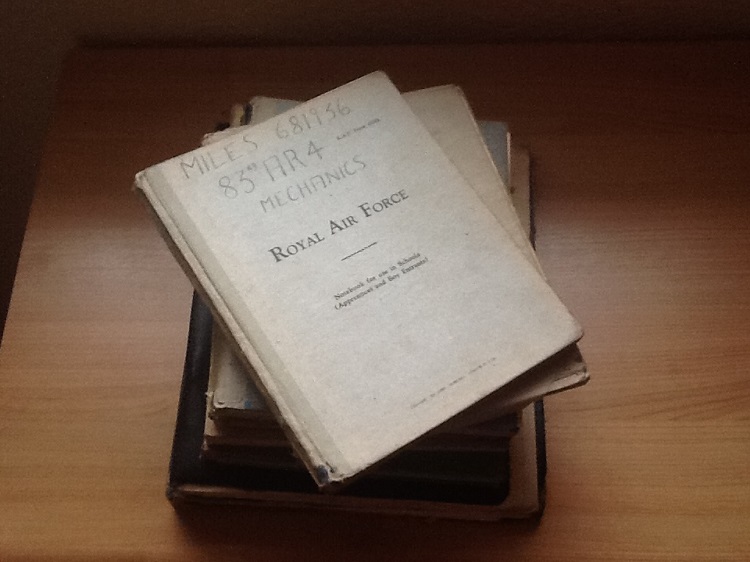 MILES 681936
83rd AR4
MECHANICS
ROYAL AIR FORCE
Notebook for use in Schools
(Apprentices and Boy Entrants)